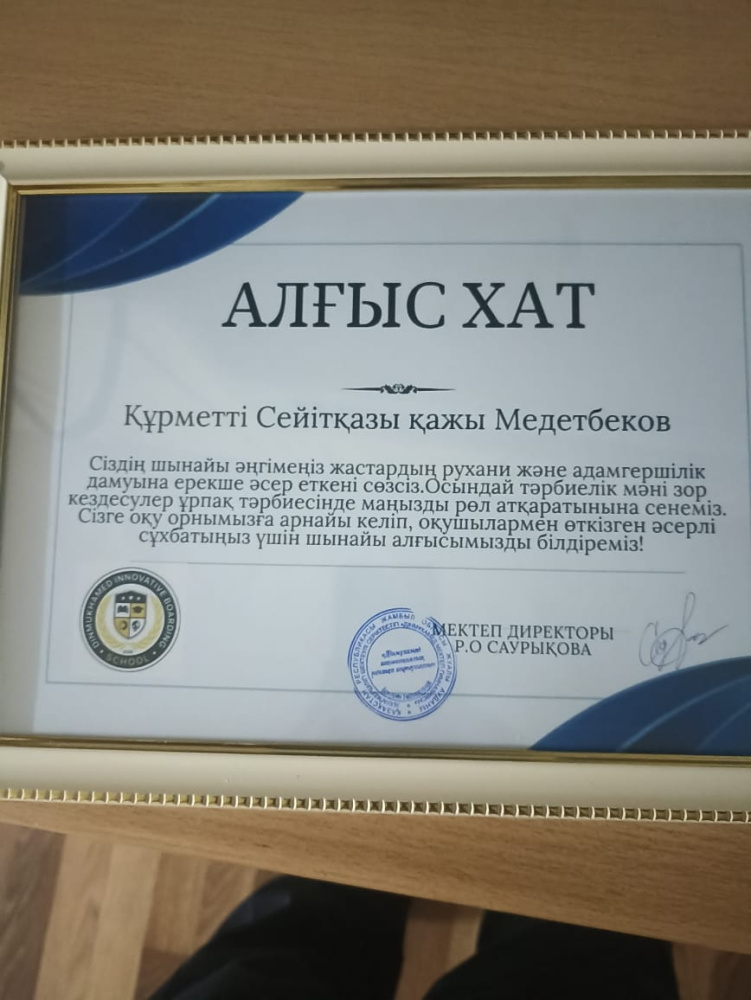 АЛҒЫС ХАТ
Құрметті Сейітқазы қажы Медетбеков
Сіздің шынайы әңгімеңіз жастардың рухани және адамгершілік
дамуына ерекше әсер еткені сөзсіз.Осындай тәрбиелік мәні зор
кездесулер ұрпақ тәрбиесінде маңызды рөл атқаратынына сенеміз.
Сізге оқу орнымызға арнайы келіп, оқушылармен өткізген әсерлі
сұхбатыңыз үшін шынайы алғысымызды білдіреміз!
DINMUKHAMED INNOVATIVE BOARDING
SCHOOL
МЕКТЕП ДИРЕКТОРЫ
Р.О САУРЫҚОВА